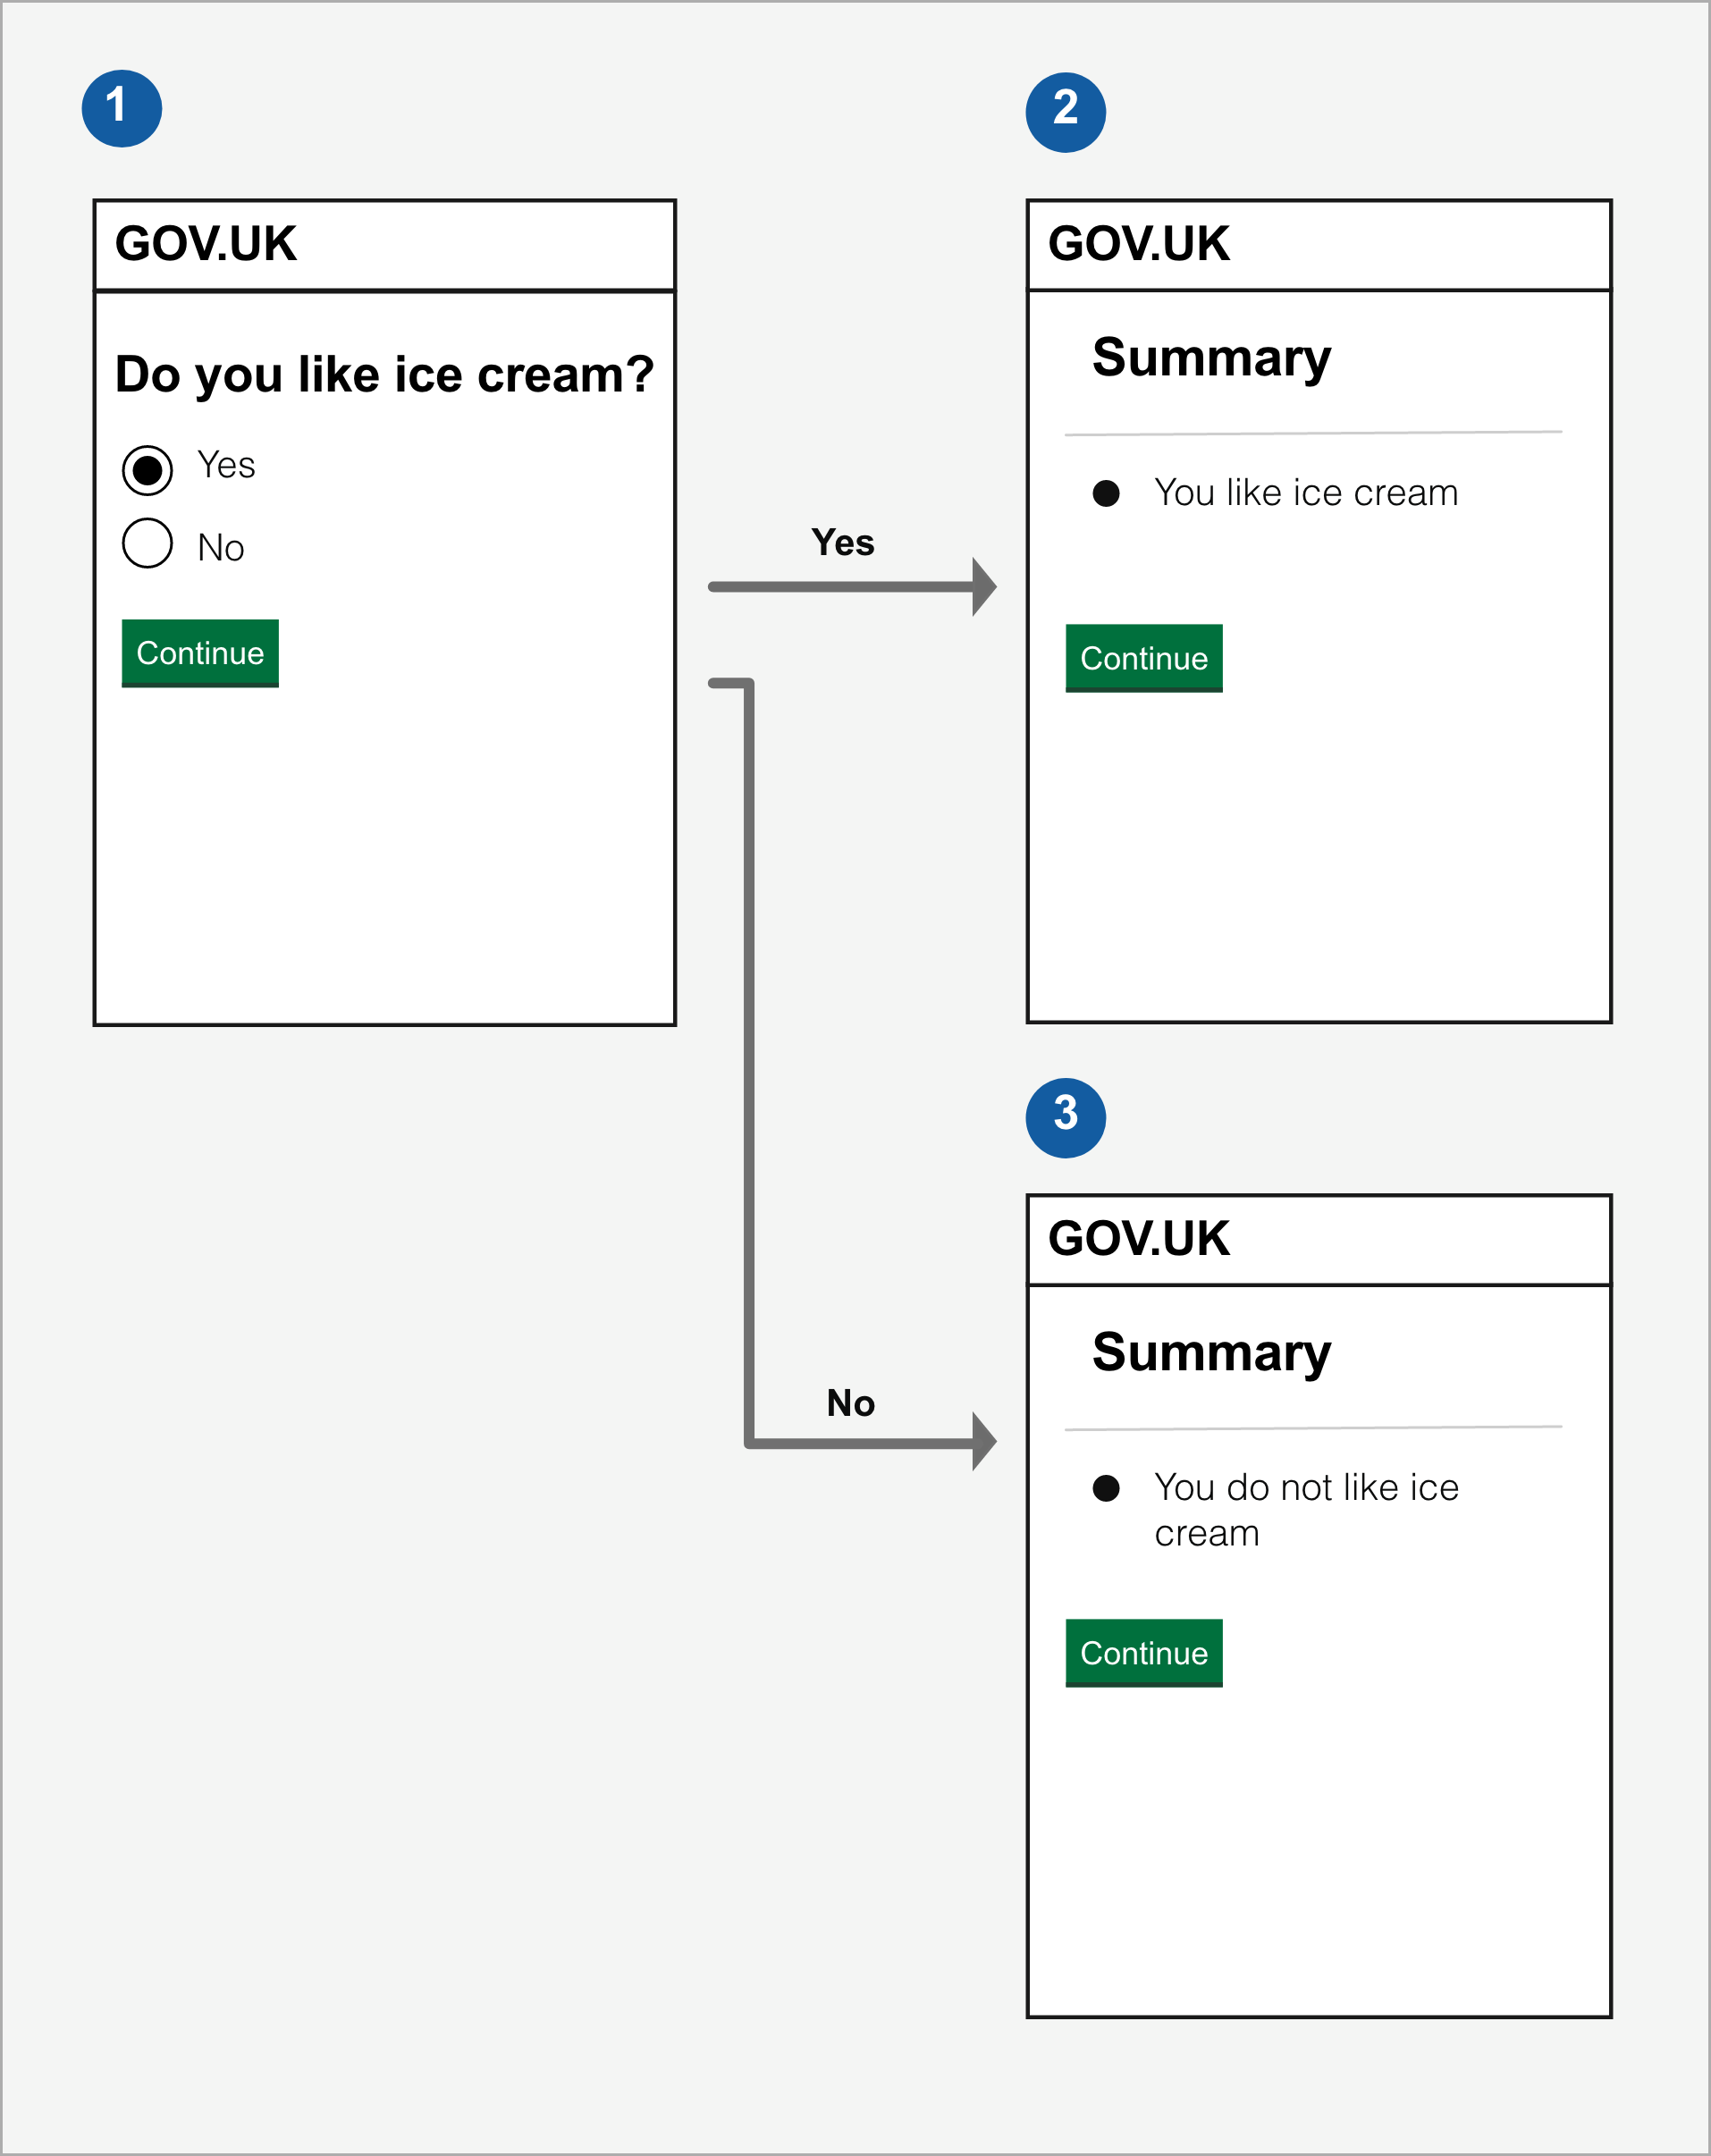 1
GOV.UK
Do you like ice cream?
Yes
No
Continue
Yes
No
2
GOV.UK
Summary
You like ice cream
Continue
3
GOV.UK
Summary
You do not like ice
cream
Continue